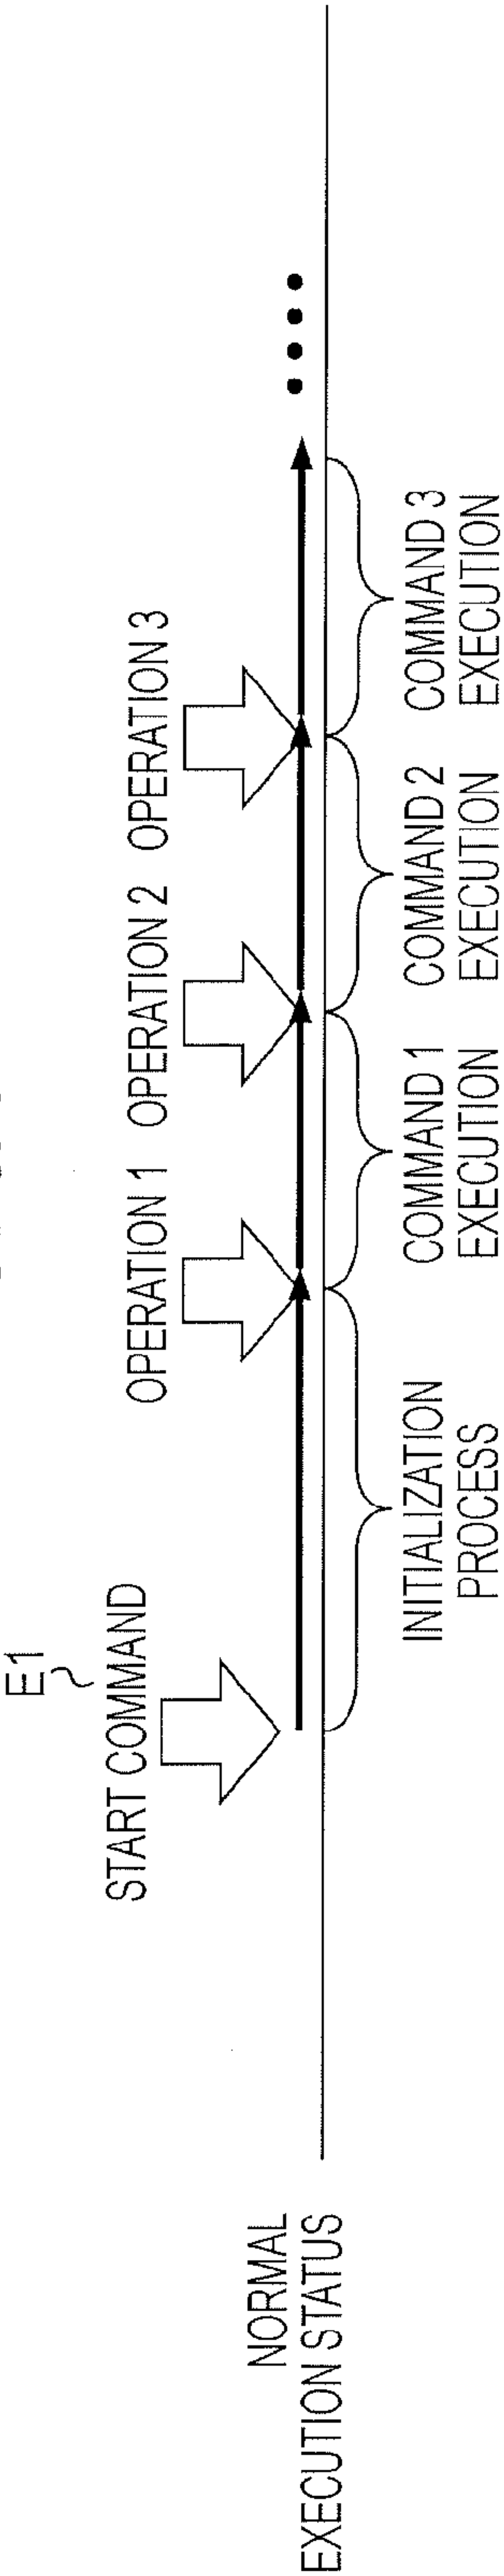 E1
START COMMAND
OPERATION 1
OPERATION 2
OPERATION 3
NORMAL
EXECUTION STATUS
INITIALIZATION
PROCESS
COMMAND 1
EXECUTION
COMMAND 2
EXECUTION
COMMAND 3
EXECUTION